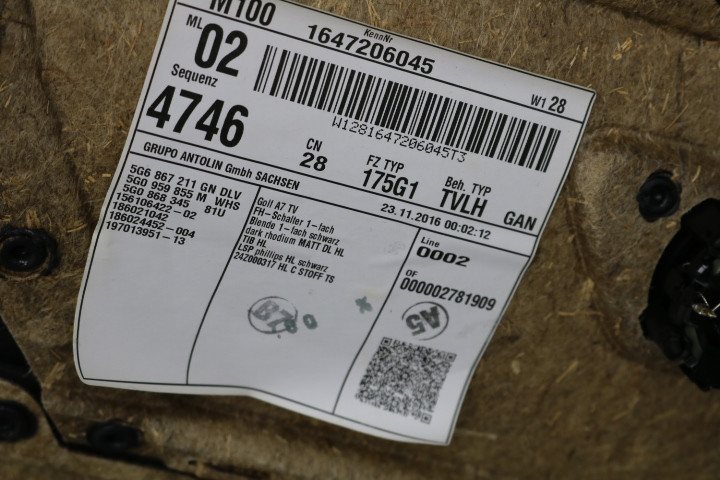 M100
KennNr
1647206045
ML
02
W1 28
Sequenz
4746
W1281647206045T3
CN
28
FZ TYP
175G1
Beh. TYP
TVLH
GAN
GRUPO ANTOLIN GmbH SACHSEN
23.11.2016 00:02:12
5G6 867 211 GN DLV
5G0 959 855 M WHS
5G0 868 345 81U
156106422-02
186021042
186024452-004
197013951-13
Golf A7 TV
FH-Schalter 1-fach
Blende 1-fach schwarz
dark rhodium MATT DL HL
TIB HL
LSP phillips HL schwarz
24Z000317 HL C STOFF TS
Line
0002
OF
000002781909
A5